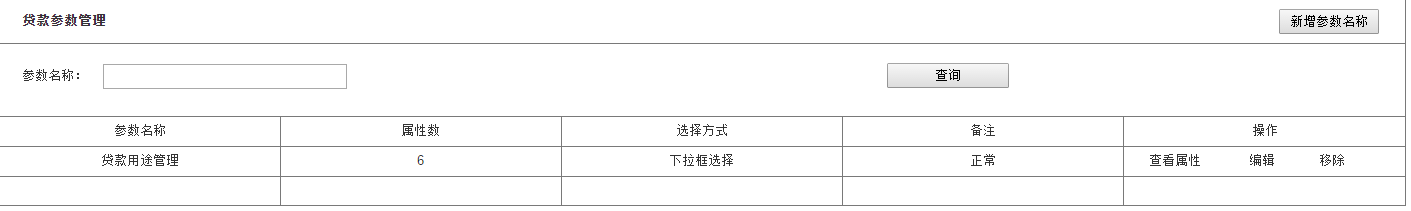 贷款参数管理 新增参数名称
参数名称： 查询
参数名称 属性数 选择方式 备注 操作
贷款用途管理 6 下拉框选择 正常 查看属性 编辑 移除